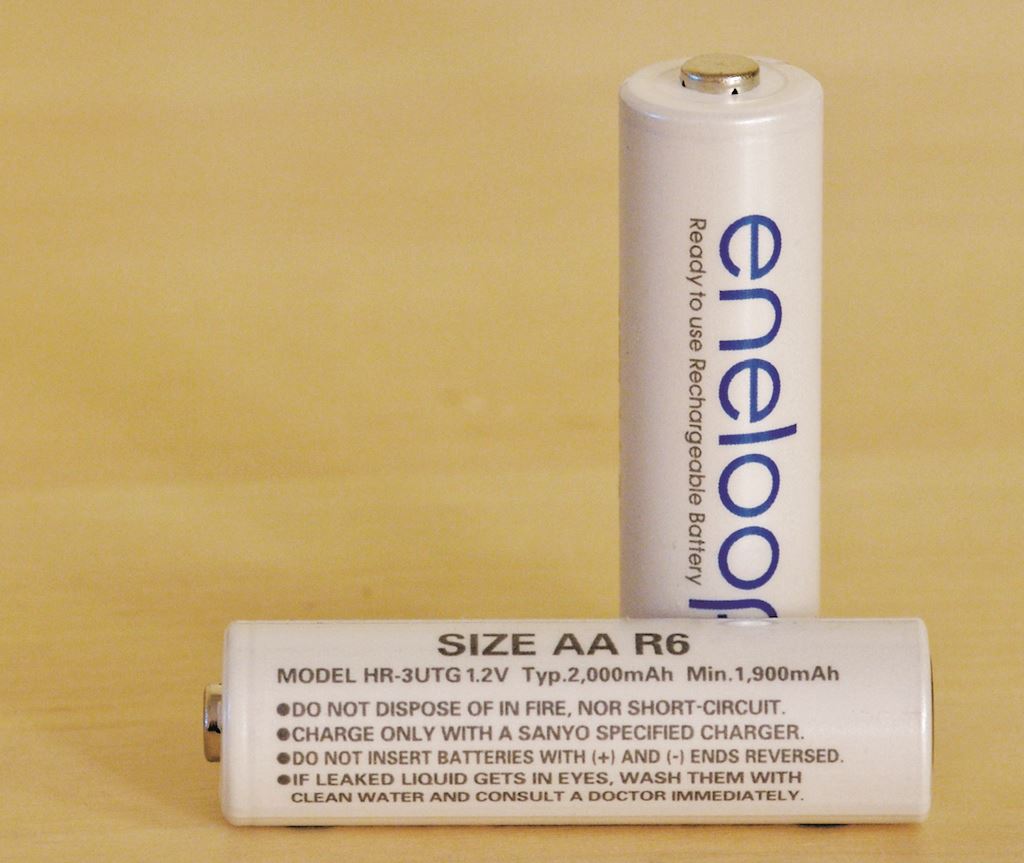 eneloop
Ready to use Rechargeable Battery
SIZE AA R6
MODEL HR-3UTG 1.2V Typ.2,000mAh Min.1,900mAh
●DO NOT DISPOSE OF IN FIRE, NOR SHORT-CIRCUIT.
●CHARGE ONLY WITH A SANYO SPECIFIED CHARGER.
●DO NOT INSERT BATTERIES WITH (+) AND (-) ENDS REVERSED.
●IF LEAKED LIQUID GETS IN EYES, WASH THEM WITH
CLEAN WATER AND CONSULT A DOCTOR IMMEDIATELY.